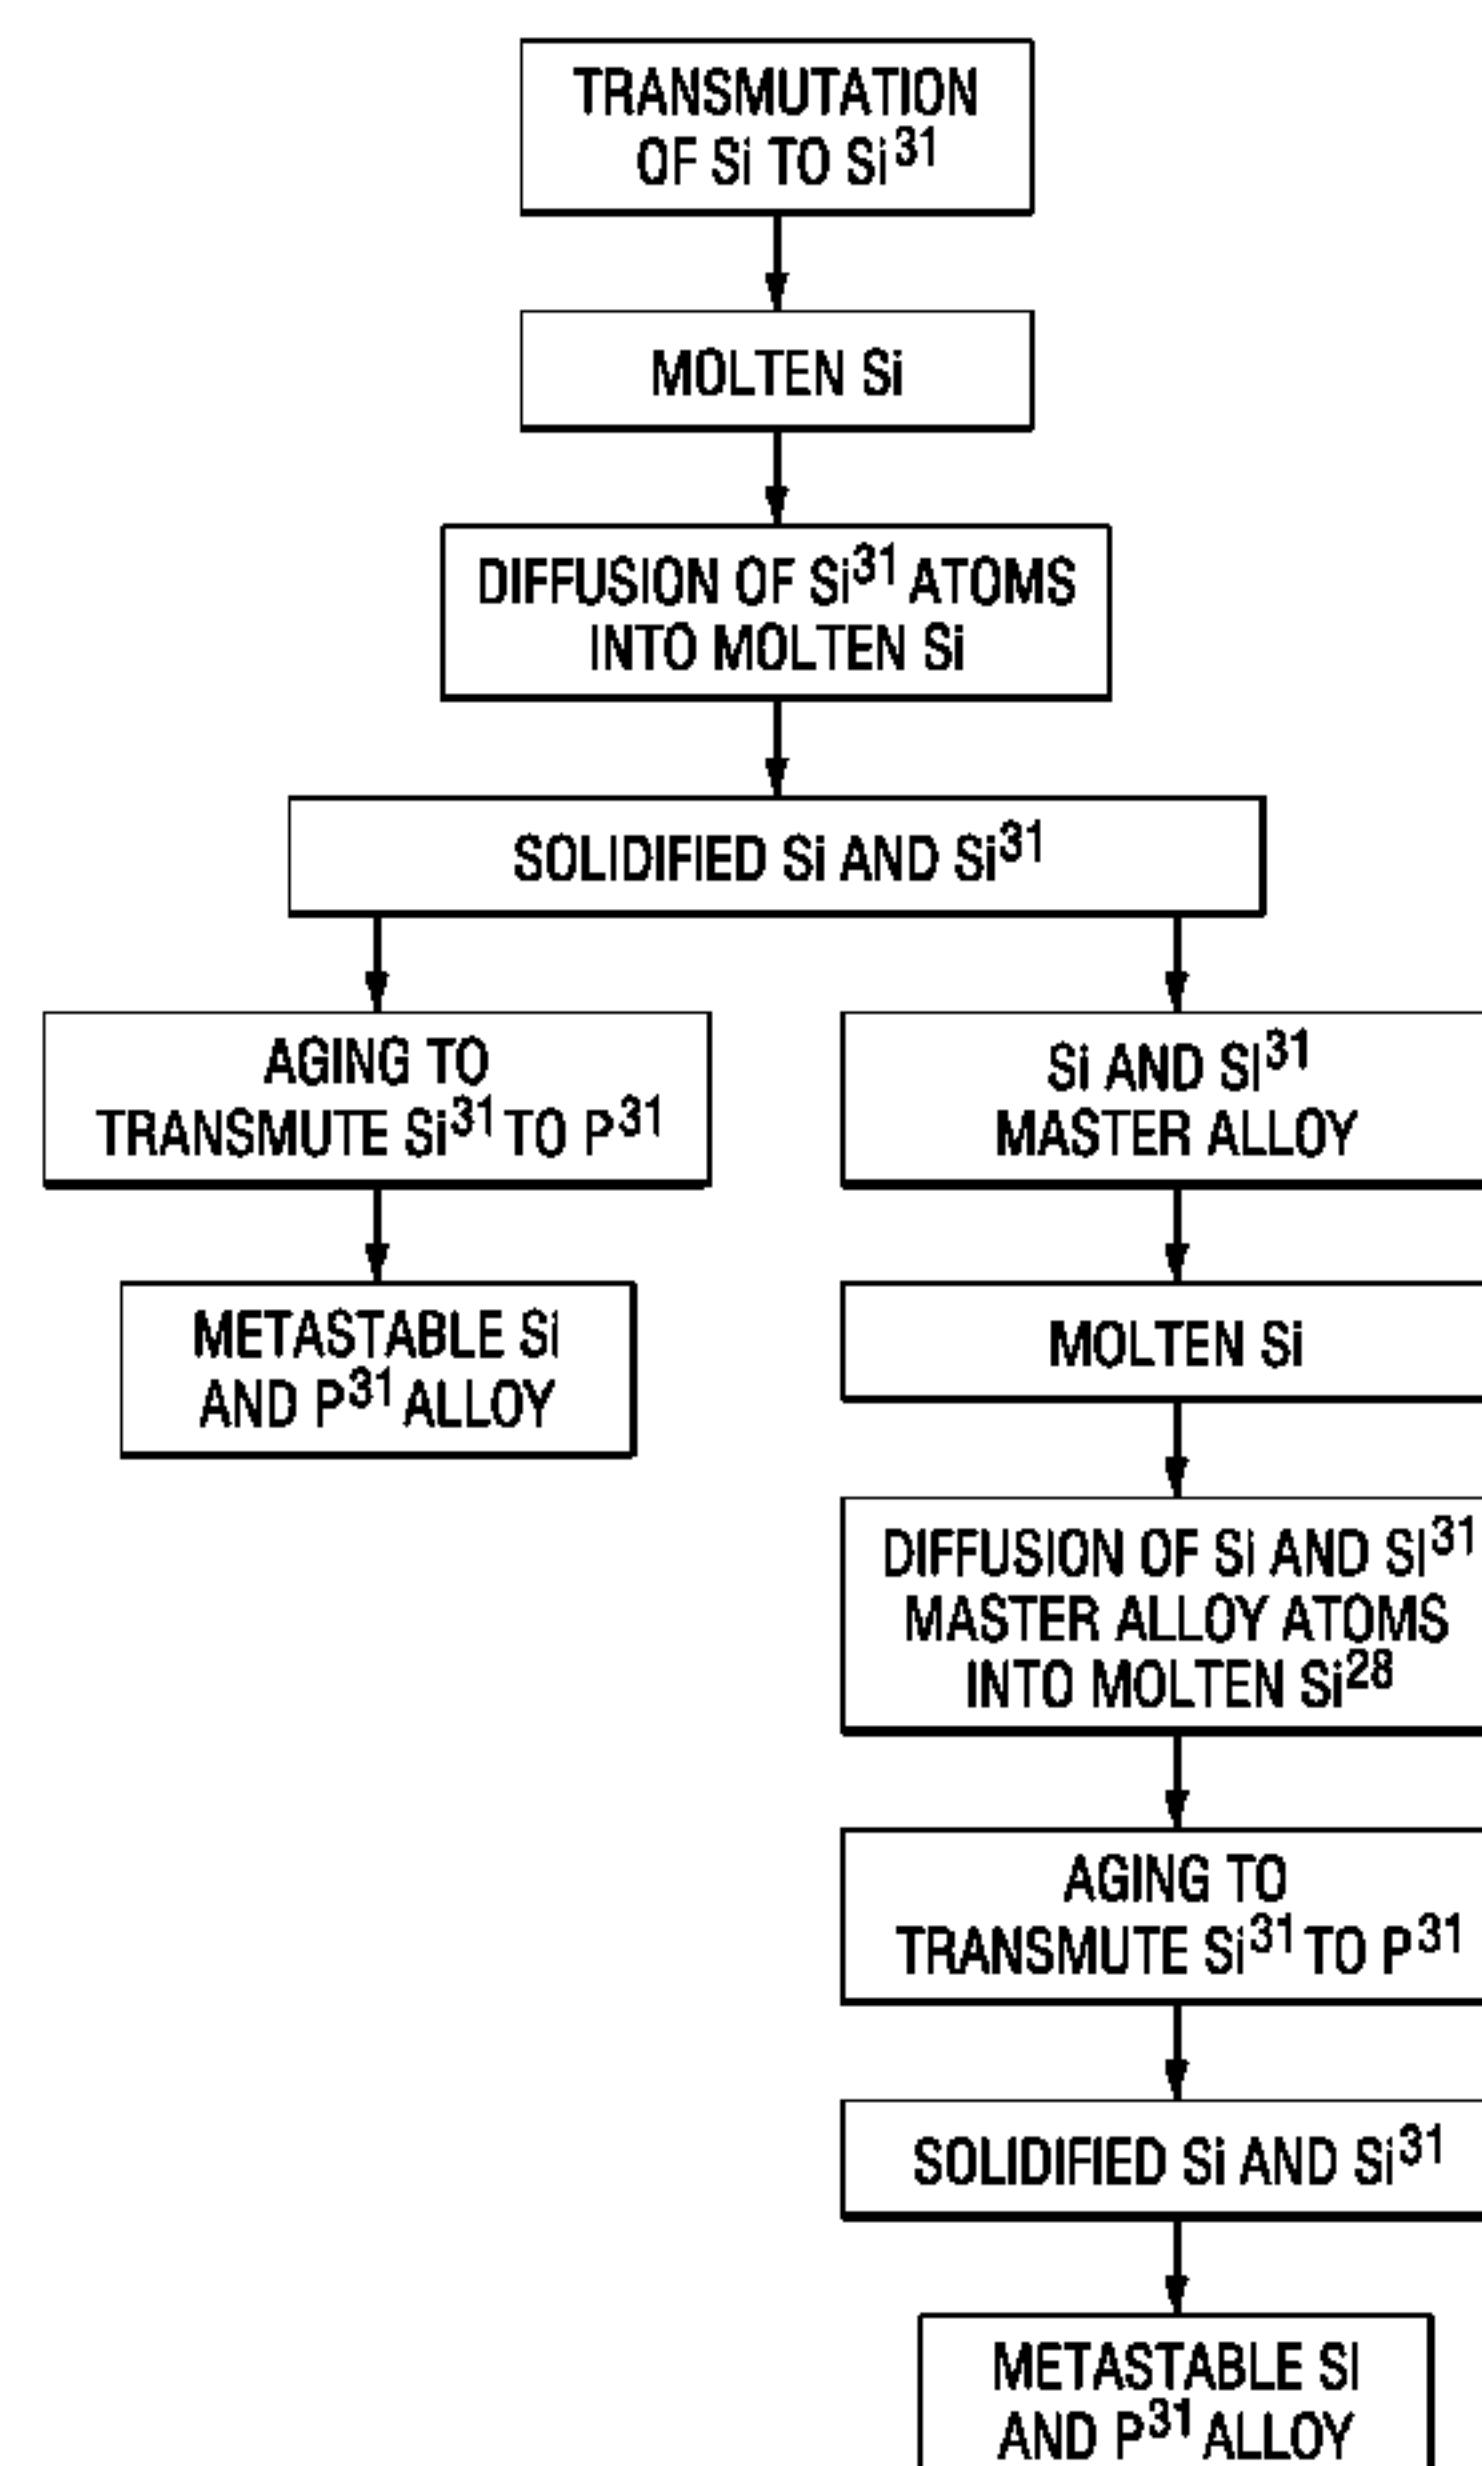 TRANSMUTATION
OF Si TO Si³¹
MOLTEN Si
DIFFUSION OF Si³¹ ATOMS
INTO MOLTEN Si
SOLIDIFIED Si AND Si³¹
AGING TO
TRANSMUTE Si³¹ TO P³¹
METASTABLE Si
AND P³¹ ALLOY
Si AND Si³¹
MASTER ALLOY
MOLTEN Si
DIFFUSION OF Si AND Si³¹
MASTER ALLOY ATOMS
INTO MOLTEN Si²⁸
AGING TO
TRANSMUTE Si³¹ TO P³¹
SOLIDIFIED Si AND Si³¹
METASTABLE Si
AND P³¹ ALLOY